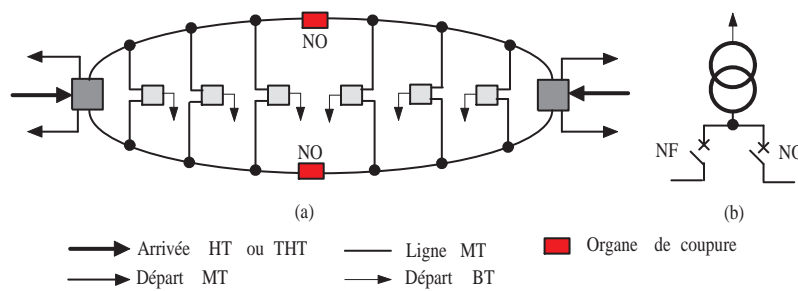 NO
NO
NF
NO
(a)
(b)
Arrivée HT ou THT
Ligne MT
Organe de coupure
Départ MT
Départ BT